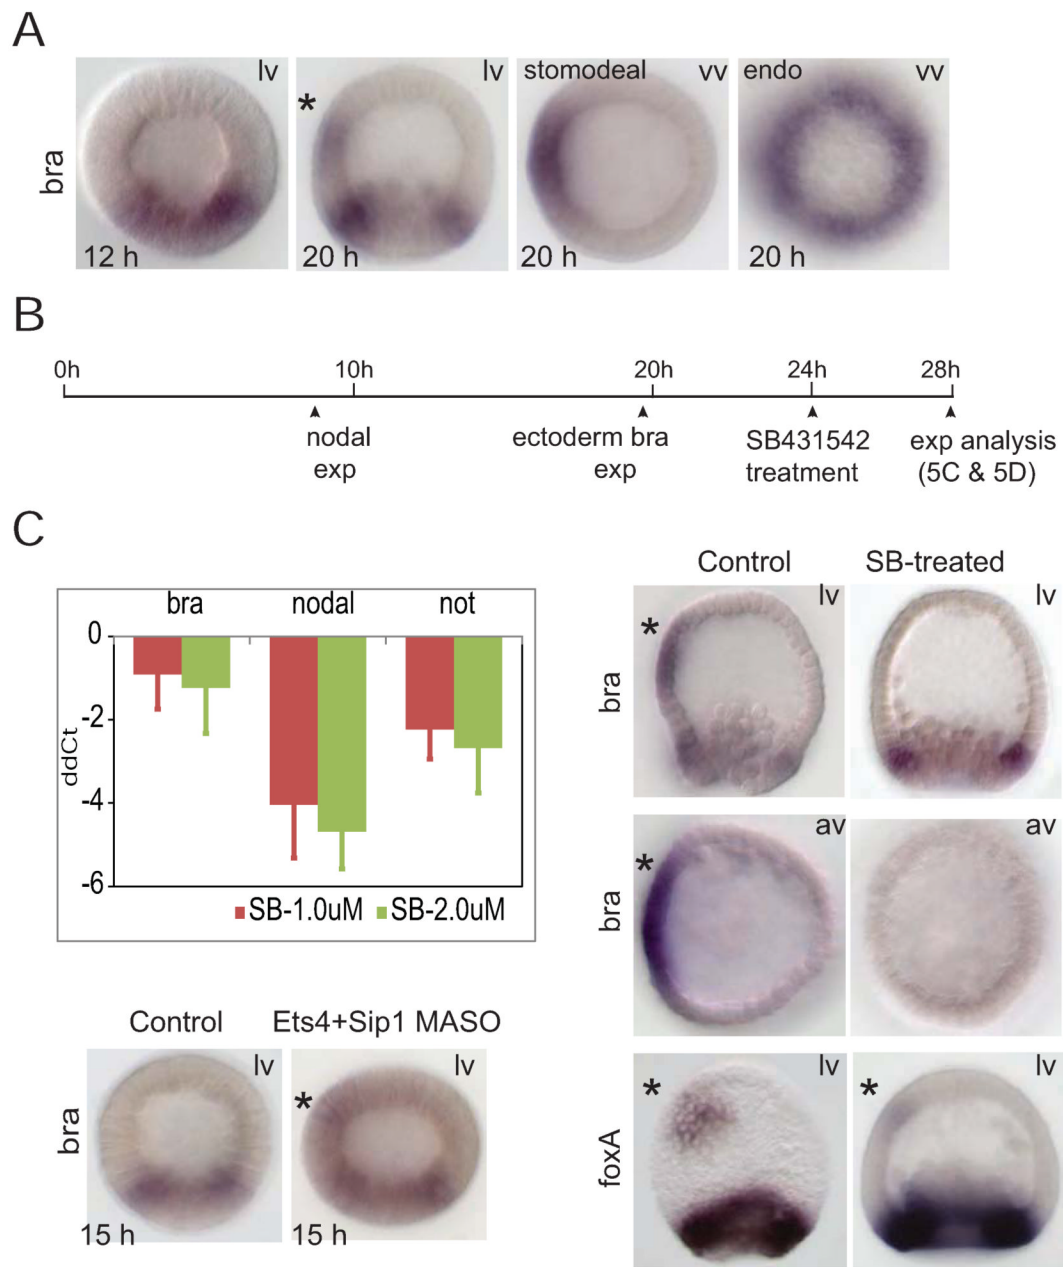 A
lv
bra
12 h
lv
*
20 h
stomodeal vv
20 h
endo vv
20 h
B
0h 10h 20h 24h 28h
nodal
exp
ectoderm bra
exp
SB431542
treatment
exp analysis
(5C & 5D)
C
bra nodal not
0
-2
-4
-6
ddCt
SB-1.0uM SB-2.0uM
Control SB-treated
bra
lv
*
lv
bra
av
*
av
foxA
lv
*
lv
*
Control Ets4+Sip1 MASO
bra
lv
15 h
lv
*
15 h